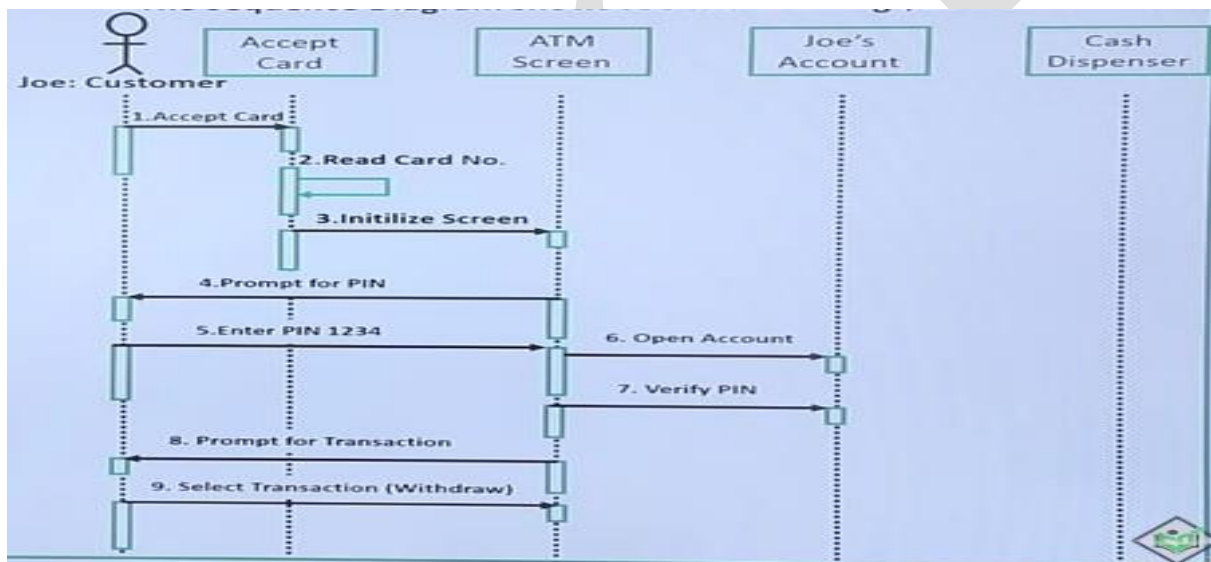 Accept
Card
ATM
Screen
Joe's
Account
Cash
Dispenser
Joe: Customer
1.Accept Card
2.Read Card No.
3.Initilize Screen
4.Prompt for PIN
5.Enter PIN 1234
6. Open Account
7. Verify PIN
8. Prompt for Transaction
9. Select Transaction (Withdraw)